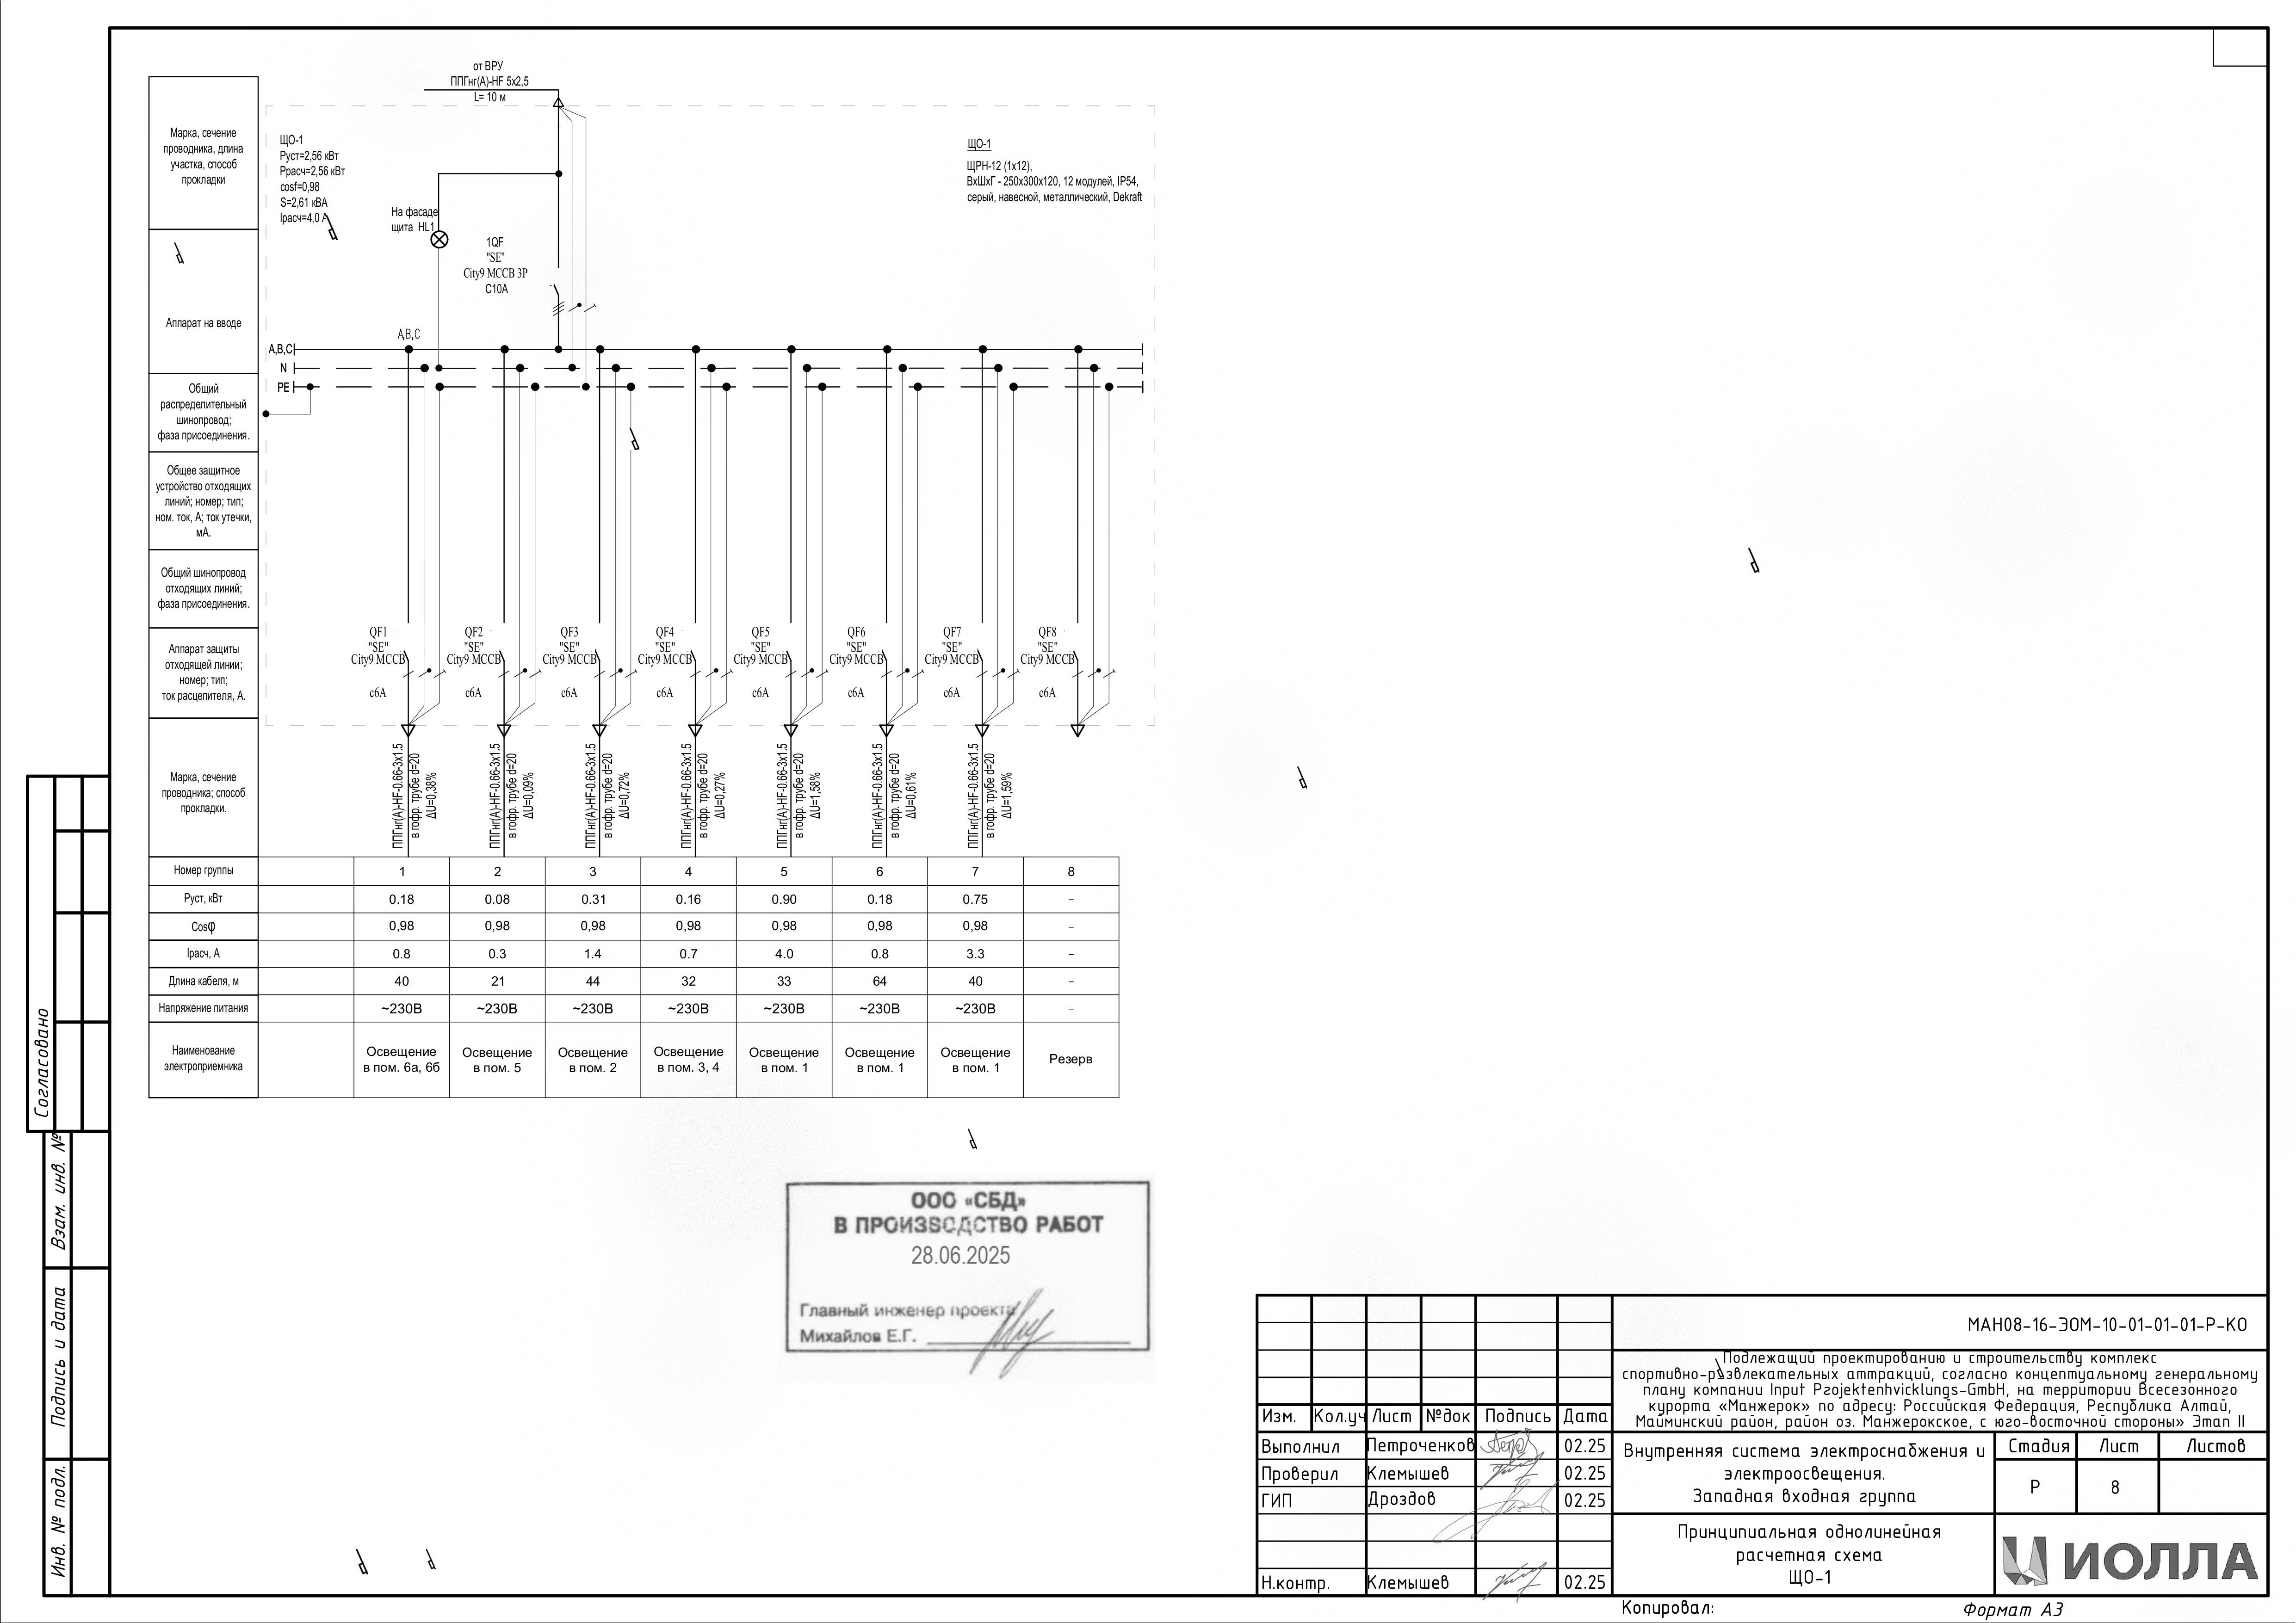 от ВРУ
ППГнг(А)-HF 5x2,5
L= 10 м
Марка, сечение
проводника, длина
участка, способ
прокладки
ЩО-1
Руст=2,56 кВт
Ррасч=2,56 кВт
cosf=0,98
S=2,61 кВА
Iрасч=4,0 А
ЩО-1
ЩРН-12 (1х12),
ВхШхГ - 250х300х120, 12 модулей, IP54,
серый, навесной, металлический, Dekraft
На фасаде
щита HL1
1QF
"SE"
City9 MCCB 3P
C10A
Аппарат на вводе
A,B,C
A,B,C
N
PE
Общий
распределительный
шинопровод;
фаза присоединения.
Общее защитное
устройство отходящих
линий; номер; тип;
ном. ток, А; ток утечки,
мА.
Общий шинопровод
отходящих линий;
фаза присоединения.
Аппарат защиты
отходящей линии;
номер; тип;
ток расцепителя, А.
QF1 QF2 QF3 QF4 QF5 QF6 QF7 QF8
"SE" "SE" "SE" "SE" "SE" "SE" "SE" "SE"
City9 MCCB City9 MCCB City9 MCCB City9 MCCB City9 MCCB City9 MCCB City9 MCCB City9 MCCB
c6A c6A c6A c6A c6A c6A c6A c6A
Марка, сечение
проводника; способ
прокладки.
ППГнг(А)-HF-0.66-3x1.5
в гофр. трубе d=20
ΔU=0,38%
ППГнг(А)-HF-0.66-3x1.5
в гофр. трубе d=20
ΔU=0,09%
ППГнг(А)-HF-0.66-3x1.5
в гофр. трубе d=20
ΔU=0,72%
ППГнг(А)-HF-0.66-3x1.5
в гофр. трубе d=20
ΔU=0,27%
ППГнг(А)-HF-0.66-3x1.5
в гофр. трубе d=20
ΔU=1,58%
ППГнг(А)-HF-0.66-3x1.5
в гофр. трубе d=20
ΔU=0,61%
ППГнг(А)-HF-0.66-3x1.5
в гофр. трубе d=20
ΔU=1,59%
Номер группы 1 2 3 4 5 6 7 8
Руст, кВт 0.18 0.08 0.31 0.16 0.90 0.18 0.75 –
Cosφ 0,98 0,98 0,98 0,98 0,98 0,98 0,98 –
Iрасч, А 0.8 0.3 1.4 0.7 4.0 0.8 3.3 –
Длина кабеля, м 40 21 44 32 33 64 40 –
Напряжение питания ~230В ~230В ~230В ~230В ~230В ~230В ~230В –
Наименование
электроприемника
Освещение
в пом. 6а, 6б
Освещение
в пом. 5
Освещение
в пом. 2
Освещение
в пом. 3, 4
Освещение
в пом. 1
Освещение
в пом. 1
Освещение
в пом. 1
Резерв
Согласовано
Взам. инв. №
Подпись и дата
Инв. № подл.
ООО «СБД»
В ПРОИЗВОДСТВО РАБОТ
28.06.2025
Главный инженер проекта
Михайлов Е.Г.
МАН08-16-ЭОМ-10-01-01-01-Р-КО
Подлежащий проектированию и строительству комплекс
спортивно-развлекательных аттракций, согласно концептуальному генеральному
плану компании Input Projektenhvicklungs-GmbH, на территории Всесезонного
курорта «Манжерок» по адресу: Российская Федерация, Республика Алтай,
Майминский район, район оз. Манжерокское, с юго-восточной стороны» Этап II
Изм. Кол.уч Лист №док Подпись Дата
Выполнил Петроченков 02.25
Проверил Клемышев 02.25
ГИП Дроздов 02.25
Н.контр. Клемышев 02.25
Внутренняя система электроснабжения и
электроосвещения.
Западная входная группа
Стадия Лист Листов
Р 8
Принципиальная однолинейная
расчетная схема
ЩО-1
ИОЛЛА
Копировал:
Формат А3